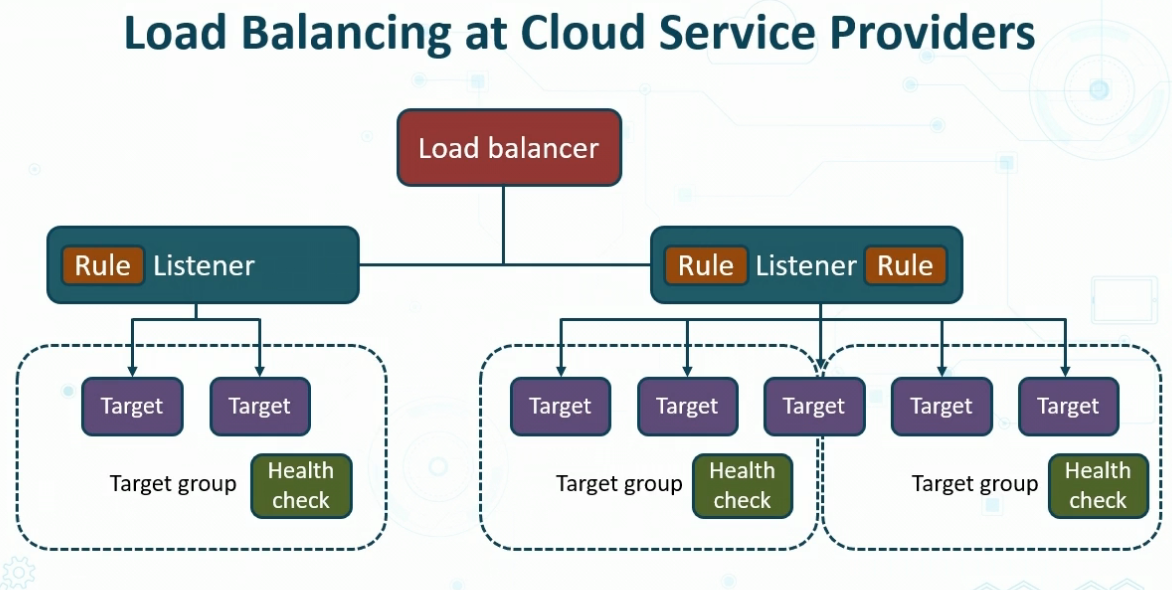 Load Balancing at Cloud Service Providers
Load balancer
Rule Listener
Rule Listener Rule
Target Target
Target Target Target Target Target
Target group Health check
Target group Health check
Target group Health check